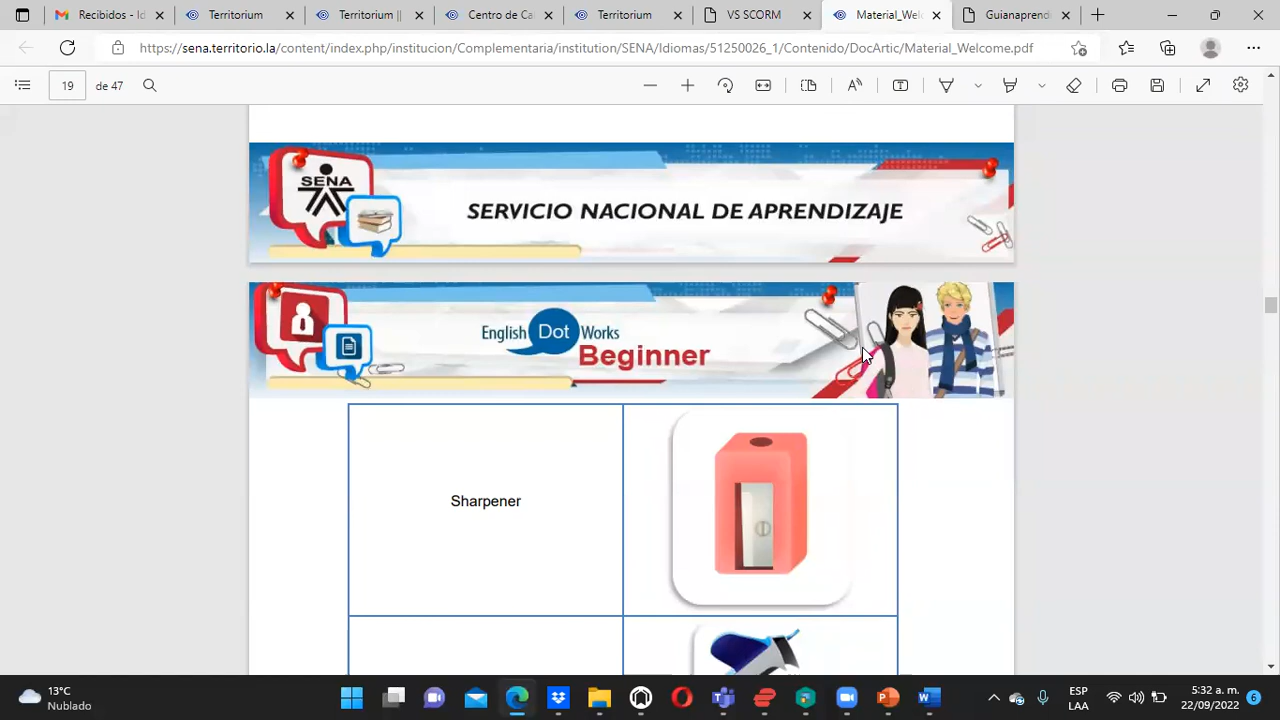 Recibidos - Id
Territorium
Territorium ||
Centro de Ca
Territorium
VS SCORM
Material_Wel
Guianaprend
https://sena.territorio.la/content/index.php/institucion/Complementaria/institution/SENA/Idiomas/51250026_1/Contenido/DocArtic/Material_Welcome.pdf
19 de 47
SENA
SERVICIO NACIONAL DE APRENDIZAJE
English Dot Works
Beginner
Sharpener
13°C
Nublado
ESP
LAA
5:32 a. m.
22/09/2022
6